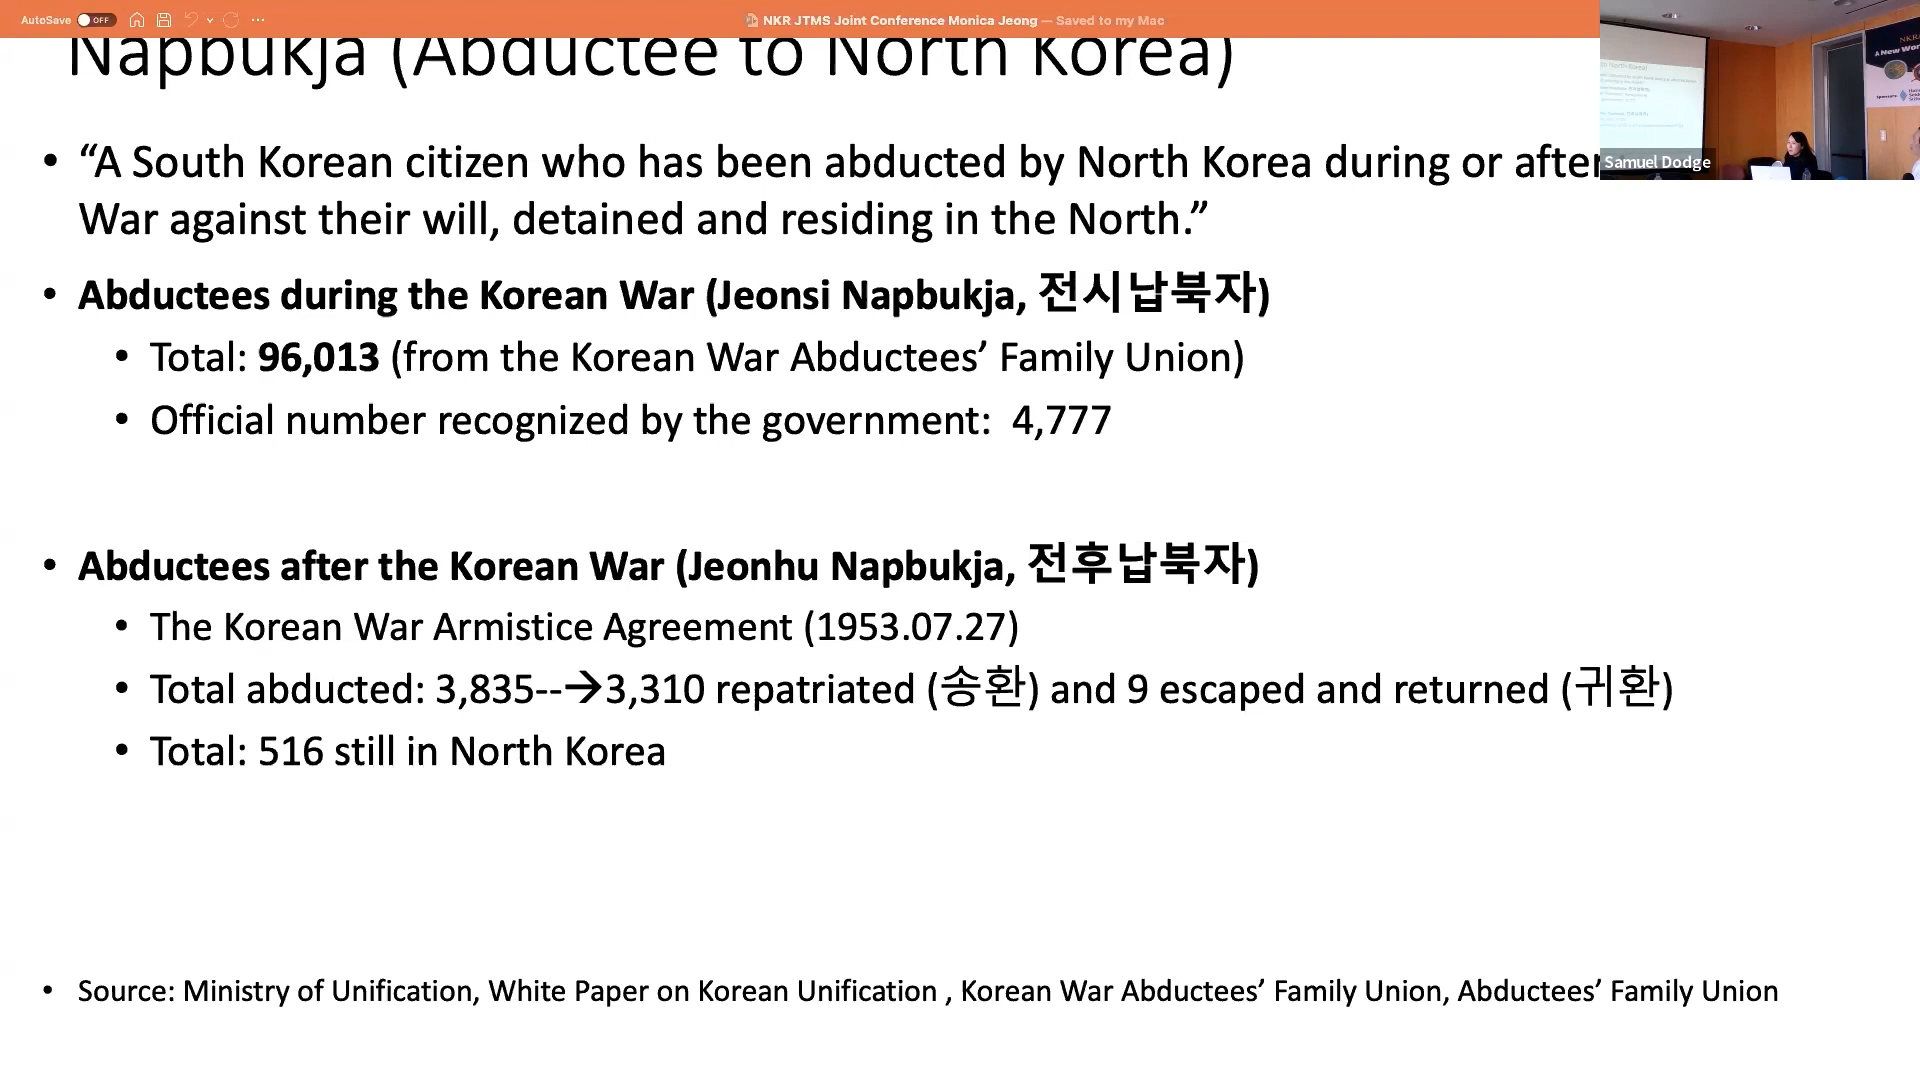 AutoSave OFF
NKR JTMS Joint Conference Monica Jeong — Saved to my Mac
Napbukja (Abductee to North Korea)
• “A South Korean citizen who has been abducted by North Korea during or after
War against their will, detained and residing in the North.”
• Abductees during the Korean War (Jeonsi Napbukja, 전시납북자)
• Total: 96,013 (from the Korean War Abductees’ Family Union)
• Official number recognized by the government: 4,777
• Abductees after the Korean War (Jeonhu Napbukja, 전후납북자)
• The Korean War Armistice Agreement (1953.07.27)
• Total abducted: 3,835--→3,310 repatriated (송환) and 9 escaped and returned (귀환)
• Total: 516 still in North Korea
• Source: Ministry of Unification, White Paper on Korean Unification , Korean War Abductees’ Family Union, Abductees’ Family Union
Samuel Dodge